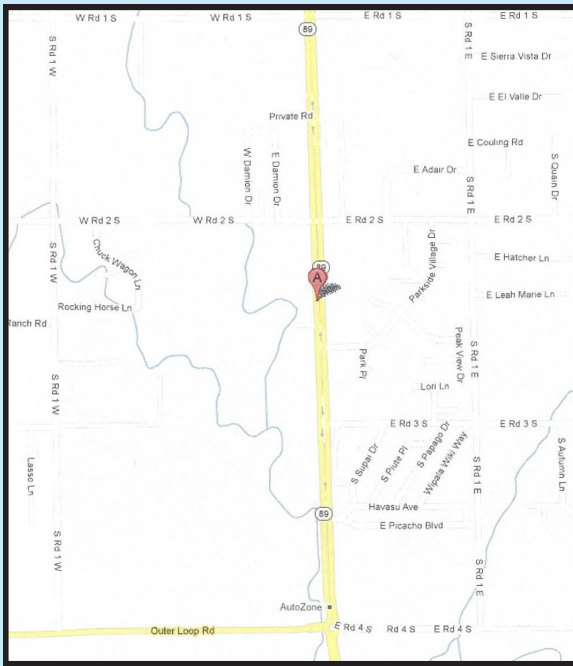 W Rd 1 S
W Rd 1 S
E Rd 1 S
E Rd 1 S
89
S Rd 1 W
S Rd 1 E
E Sierra Vista Dr
E El Valle Dr
Private Rd
E Couling Rd
W Damion Dr
E Damion Dr
E Adair Dr
S Quain Dr
S Rd 1 E
W Rd 2 S
W Rd 2 S
E Rd 2 S
E Rd 2 S
S Rd 1 W
Chuck Wagon Ln
Parkside Village Dr
E Hatcher Ln
89
A
Rocking Horse Ln
E Leah Marie Ln
Ranch Rd
Park Pl
Peak View Dr
S Rd 1 E
Lori Ln
S Rd 1 W
E Rd 3 S
E Rd 3 S
S Supai Dr
S Piute Pl
S Papago Dr
Wipala Wiki Way
S Autumn Ln
Lasso Ln
S Rd 1 E
Havasu Ave
89
E Picacho Blvd
S Rd 1 W
S Rd 1 E
AutoZone
Outer Loop Rd
E Rd 4 S
Rd 4 S
E Rd 4 S